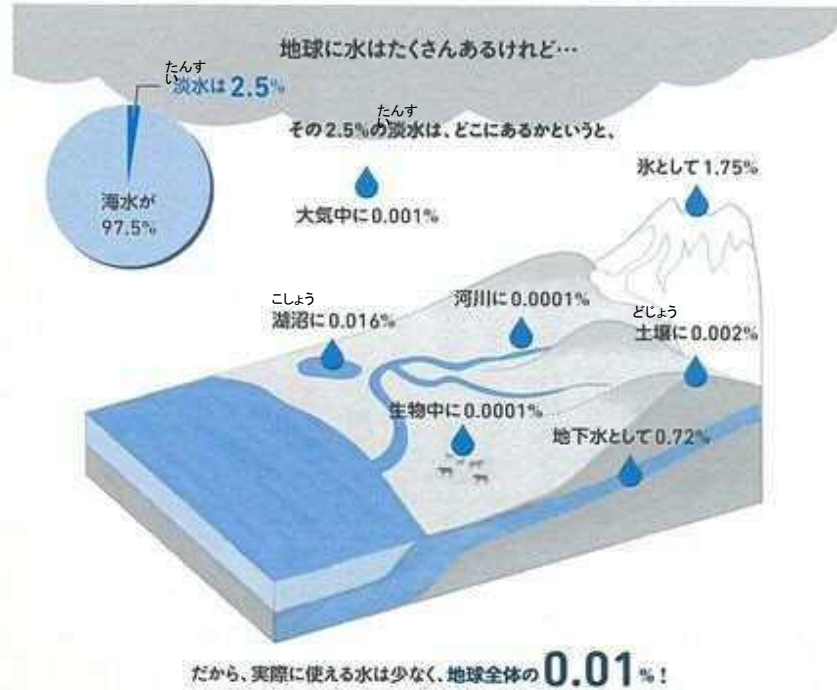 地球に水はたくさんあるけれど…
たんす
い
淡水は2.5%
海水が
97.5%
たんす
い
その2.5%の淡水は、どこにあるかというと、
氷として1.75%
大気中に0.001%
河川に0.0001%
こしょう
湖沼に0.016%
どじょう
土壌に0.002%
生物中に0.0001%
地下水として0.72%
だから、実際に使える水は少なく、地球全体の0.01%!